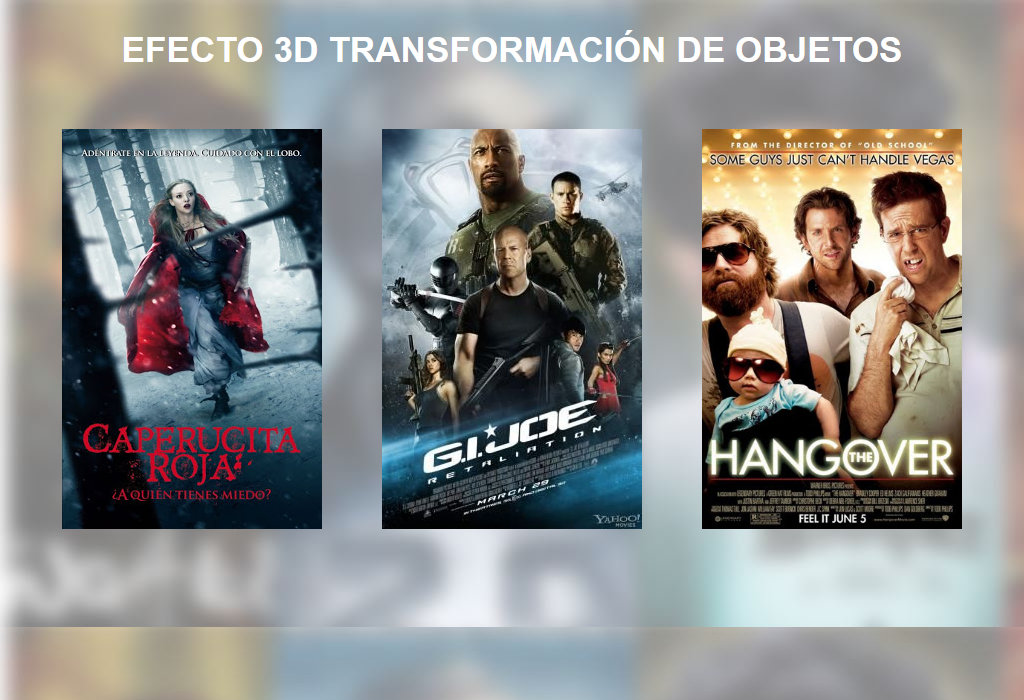 EFECTO 3D TRANSFORMACIÓN DE OBJETOS
ADÉNTRATE EN LA LEYENDA. CUIDADO CON EL LOBO.
CAPERUCITA
ROJA
¿A QUIÉN TIENES MIEDO?
G.I. JOE
RETALIATION
MARCH 29
YAHOO!
MOVIES
FROM THE DIRECTOR OF "OLD SCHOOL"
SOME GUYS JUST CAN'T HANDLE VEGAS
THE
HANGOVER
FEEL IT JUNE 5